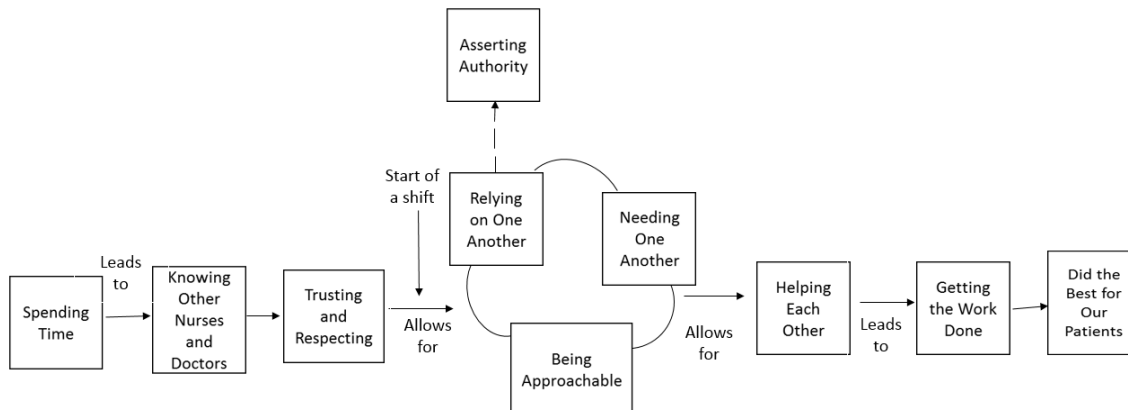 Asserting
Authority
Start of
a shift
Relying
on One
Another
Needing
One
Another
Leads
to
Spending
Time
Knowing
Other
Nurses
and
Doctors
Trusting
and
Respecting
Allows
for
Being
Approachable
Allows
for
Helping
Each
Other
Leads
to
Getting
the Work
Done
Did the
Best for
Our
Patients